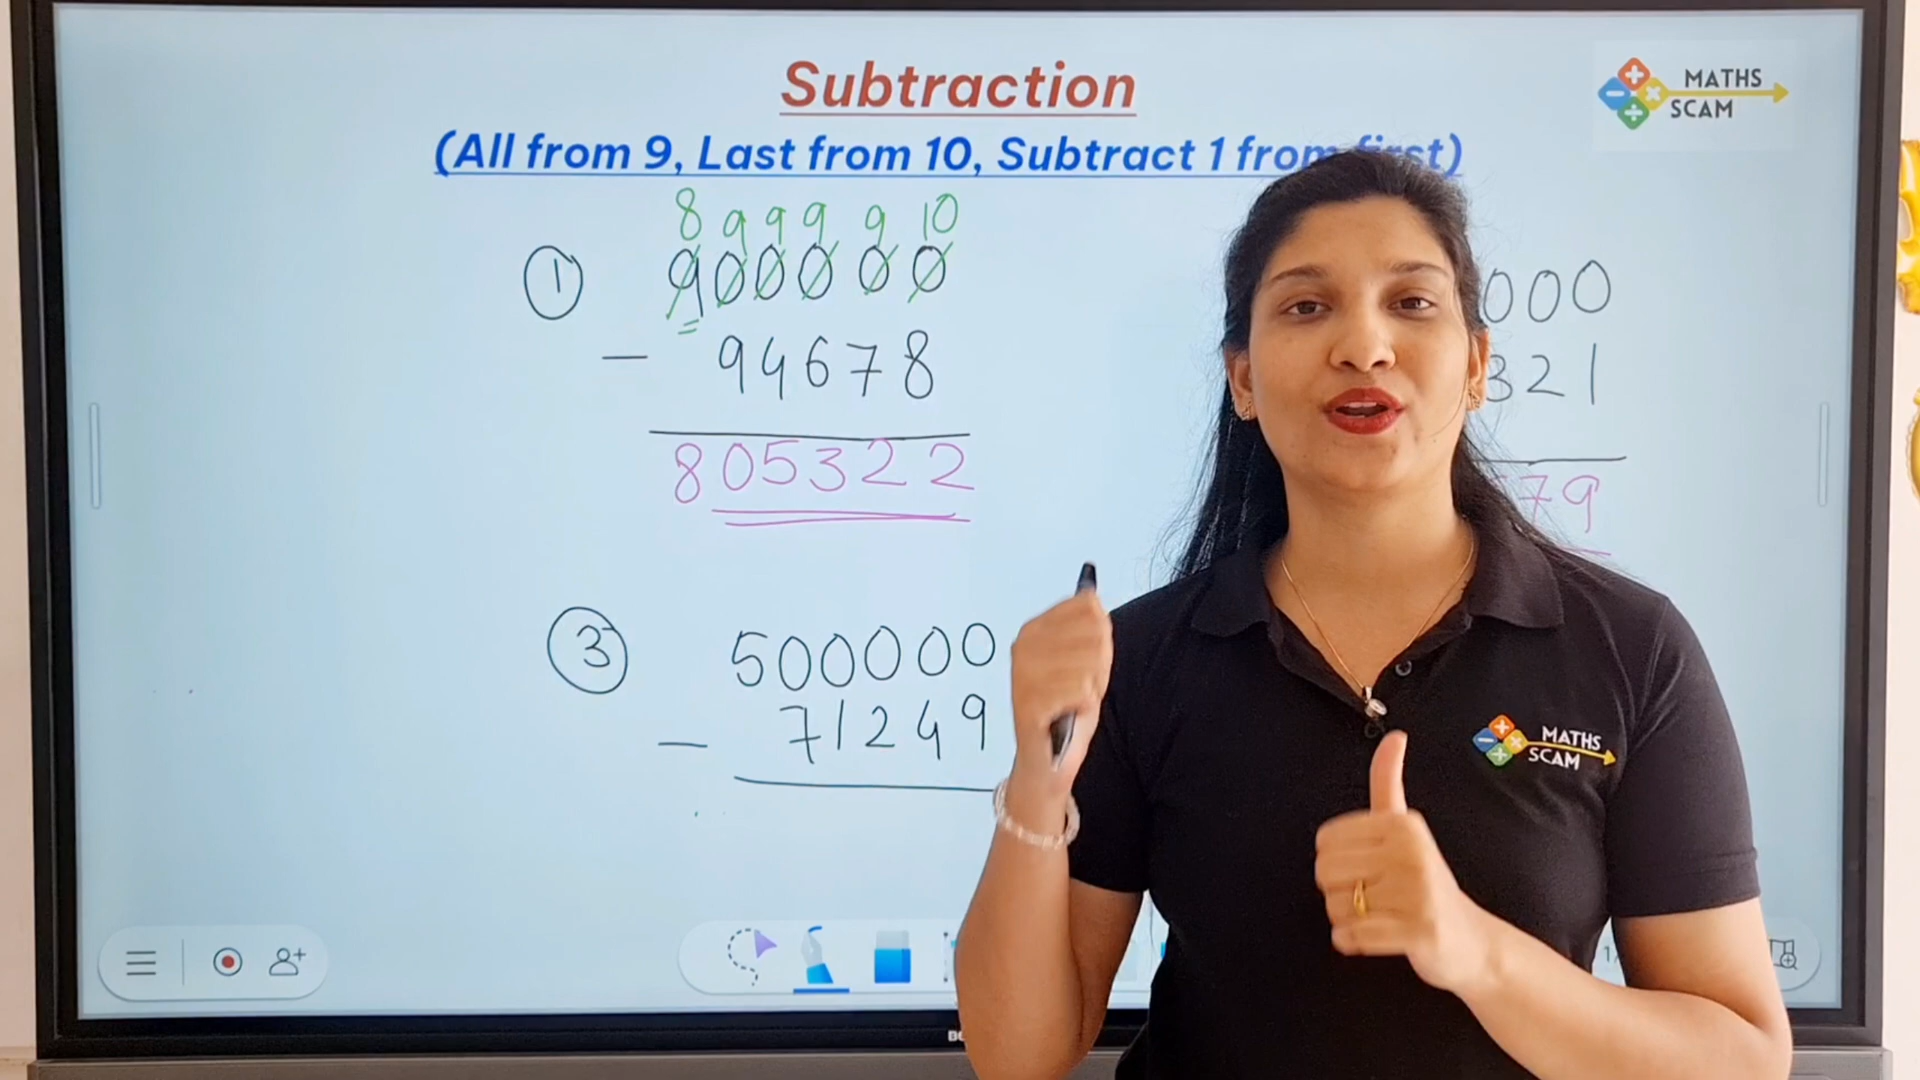 Subtraction
MATHS
SCAM
(All from 9, Last from 10, Subtract 1 from first)
8 9 9 9 9 10
① 900000
- 94678
805322
000
321
79
③ 500000
- 71249
MATHS
SCAM